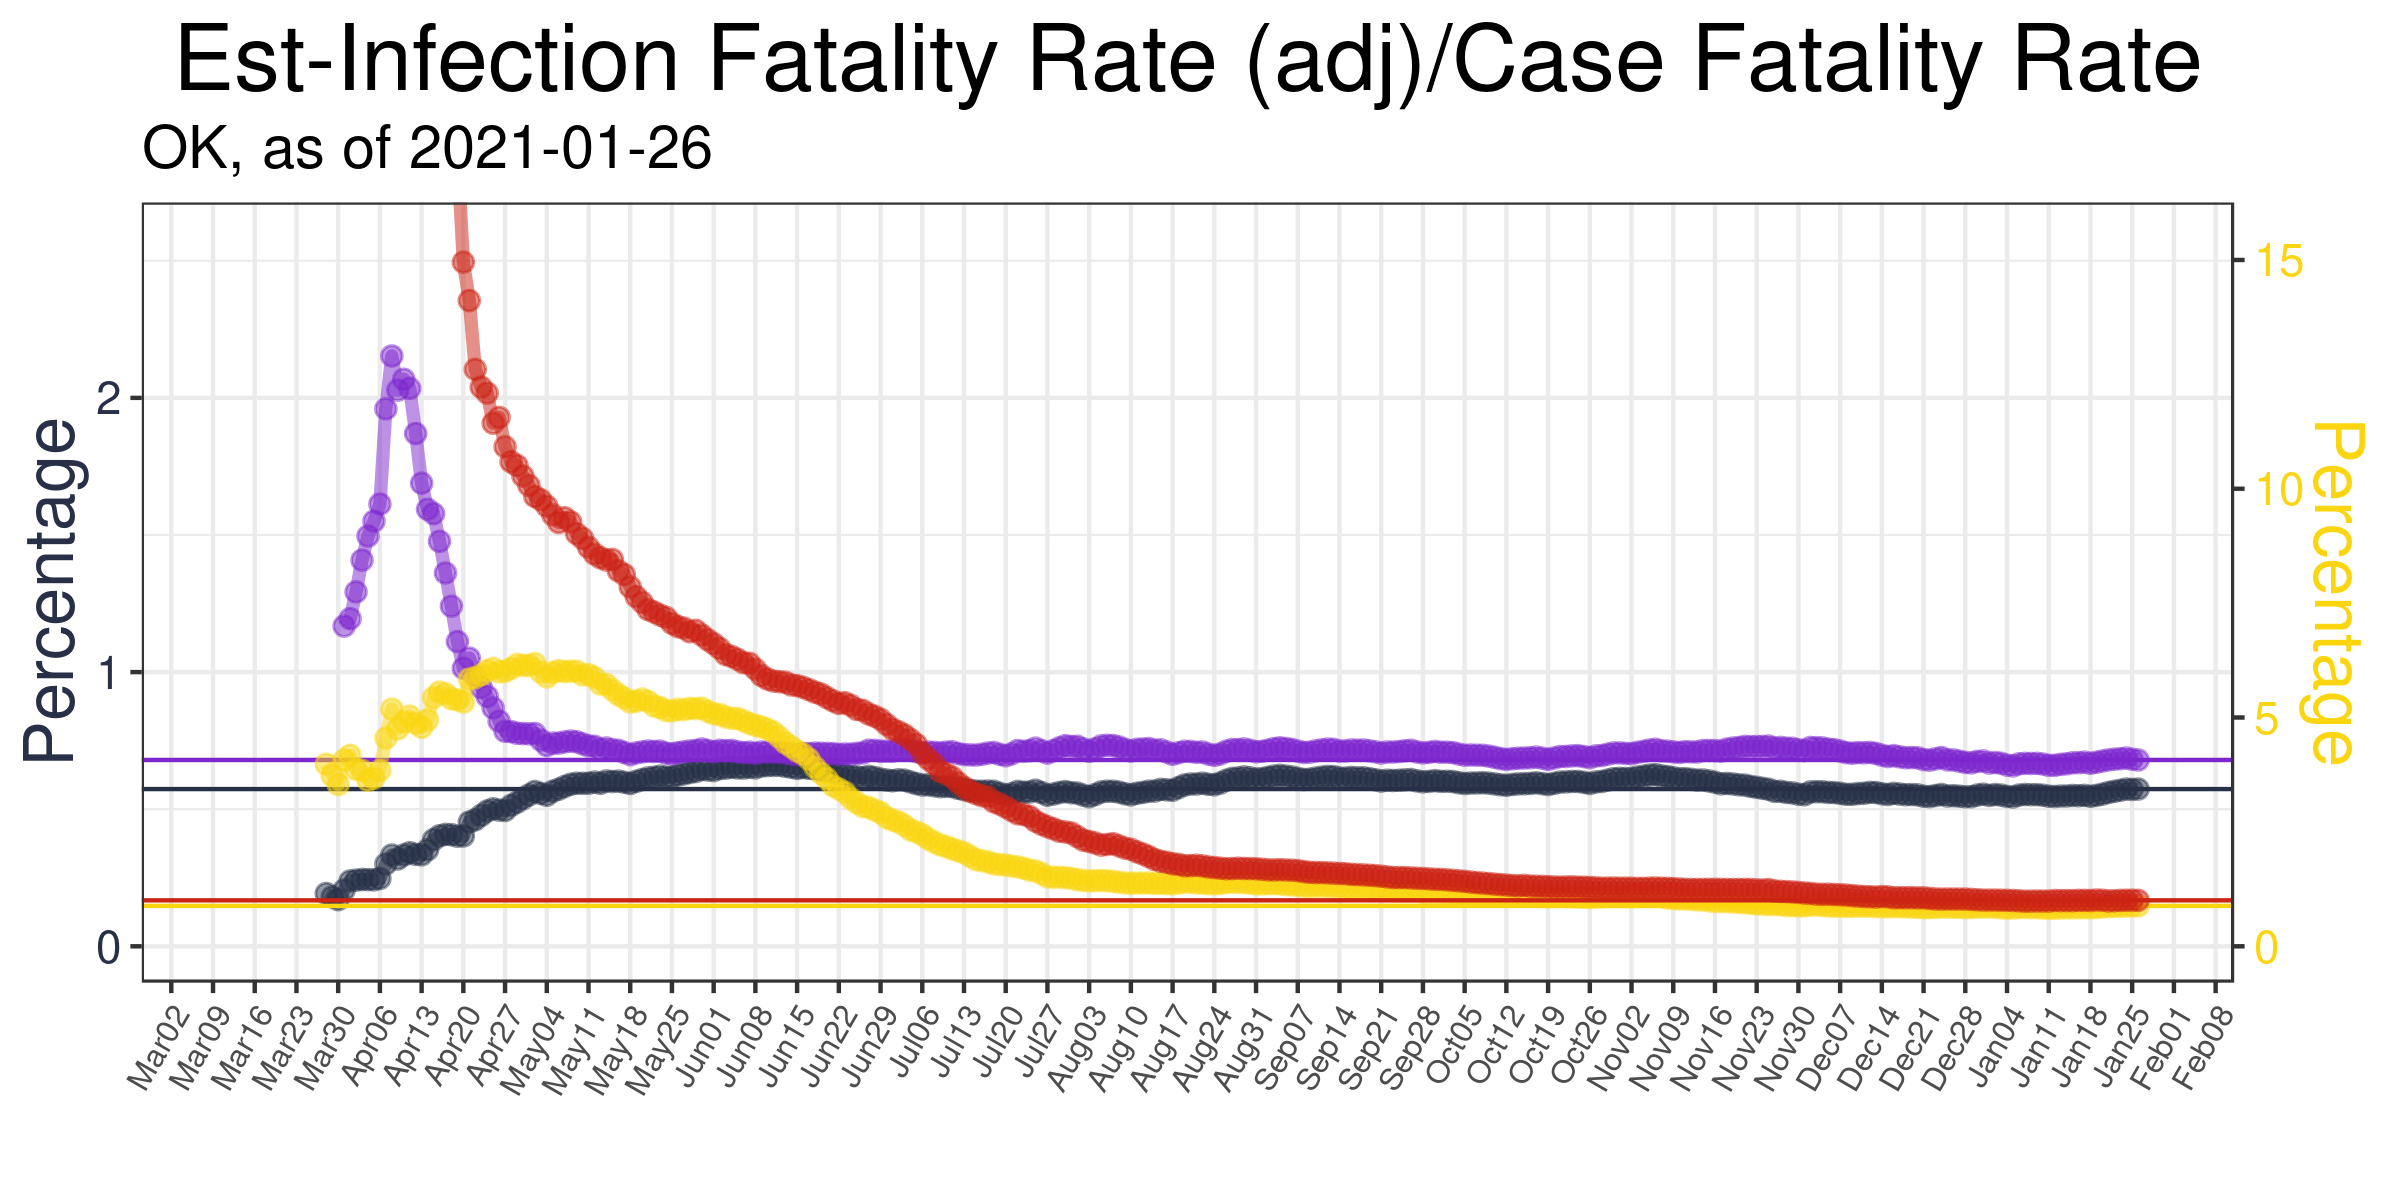 Est-Infection Fatality Rate (adj)/Case Fatality Rate
OK, as of 2021-01-26
Percentage
2
1
0
15
10
5
0
Percentage
Mar02
Mar09
Mar16
Mar23
Mar30
Apr06
Apr13
Apr20
Apr27
May04
May11
May18
May25
Jun01
Jun08
Jun15
Jun22
Jun29
Jul06
Jul13
Jul20
Jul27
Aug03
Aug10
Aug17
Aug24
Aug31
Sep07
Sep14
Sep21
Sep28
Oct05
Oct12
Oct19
Oct26
Nov02
Nov09
Nov16
Nov23
Nov30
Dec07
Dec14
Dec21
Dec28
Jan04
Jan11
Jan18
Jan25
Feb01
Feb08